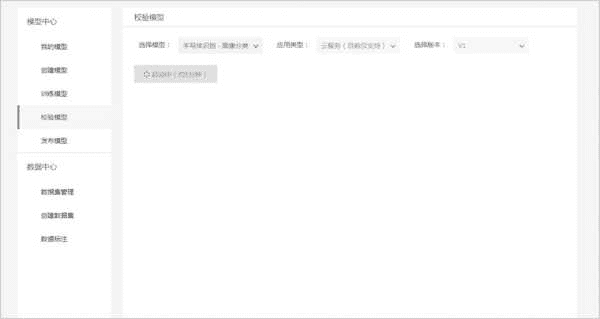 模型中心
我的模型
创建模型
训练模型
校验模型
发布模型
数据中心
数据集管理
创建数据集
数据标注
校验模型
选择模型: 手写体识别 - 图像分类 应用类型: 云服务 (目前仅支持) 选择版本: V1
启动中 (约5分钟)